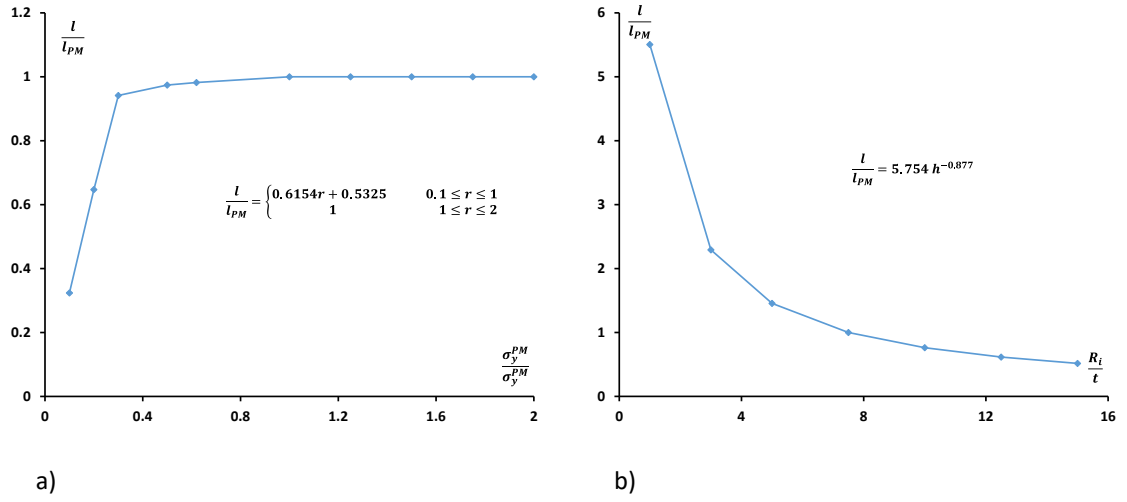 1.2
l
l_PM
1
0.8
0.6
0.4
0.2
0
l/l_PM = { 0.6154r + 0.5325 0.1 ≤ r ≤ 1
1 1 ≤ r ≤ 2
σ_y^PM
σ_y^PM
0 0.4 0.8 1.2 1.6 2
a)
6
l
l_PM
5
4
3
2
1
0
l/l_PM = 5.754 h^−0.877
R_i
t
0 4 8 12 16
b)